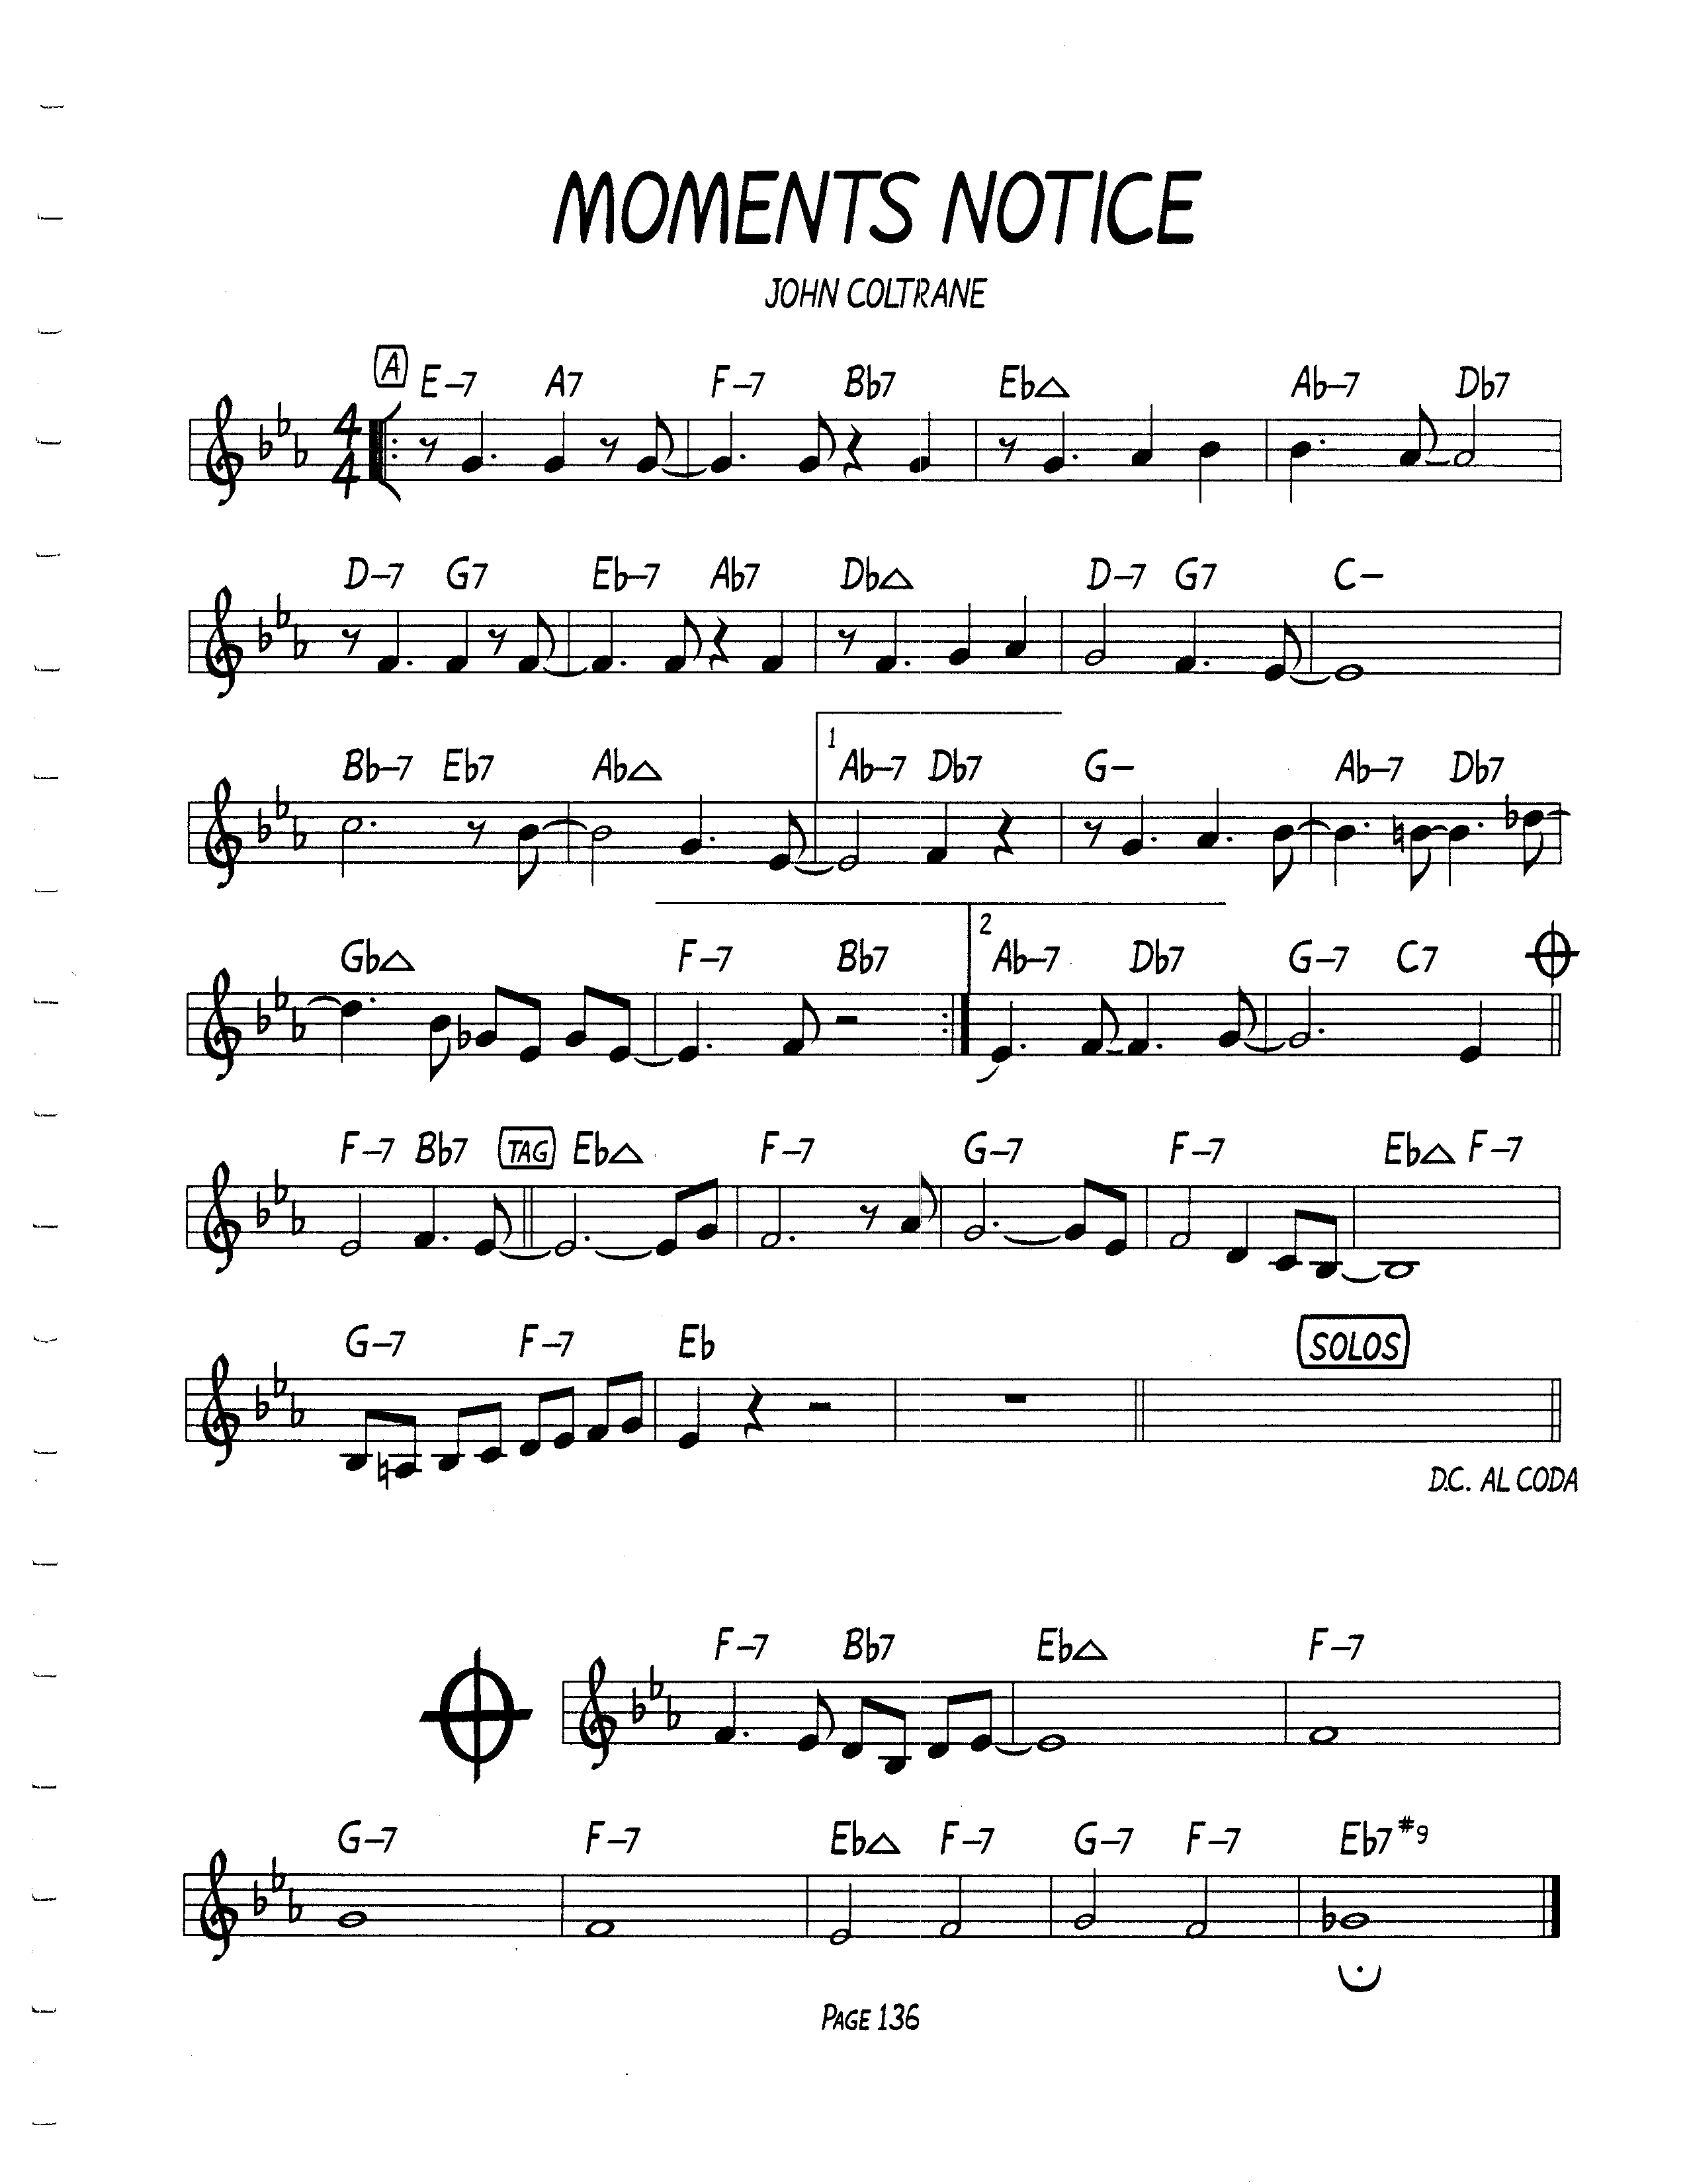 MOMENTS NOTICE
JOHN COLTRANE
A E-7 A7 F-7 Bb7 Eb△ Ab-7 Db7
4/4
D-7 G7 Eb-7 Ab7 Db△ D-7 G7 C-
1
Bb-7 Eb7 Ab△ Ab-7 Db7 G- Ab-7 Db7
2
Gb△ F-7 Bb7 Ab-7 Db7 G-7 C7
F-7 Bb7 TAG Eb△ F-7 G-7 F-7 Eb△ F-7
G-7 F-7 Eb SOLOS
D.C. AL CODA
F-7 Bb7 Eb△ F-7
G-7 F-7 Eb△ F-7 G-7 F-7 Eb7#9
PAGE 136